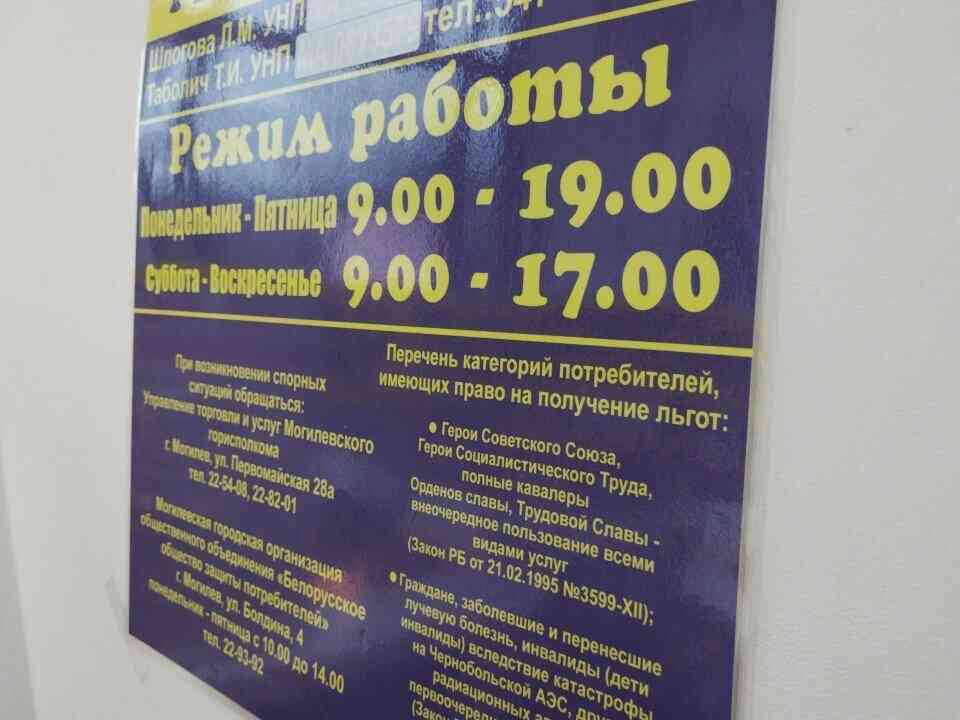 Шпогова Л.М. УНП
Таболич Т.И. УНП тел.:
Режим работы
Понедельник - Пятница 9.00 - 19.00
Суббота - Воскресенье 9.00 - 17.00
При возникновении спорных
ситуаций обращаться:
Управление торговли и услуг Могилевского
горисполкома
г. Могилев, ул. Первомайская 28а
тел. 22-54-08, 22-82-01
Могилевская городская организация
общественного объединения «Белорусское
общество защиты потребителей»
г. Могилев, ул. Болдина, 4
понедельник - пятница с 10.00 до 14.00
тел. 22-93-92
Перечень категорий потребителей,
имеющих право на получение льгот:
● Герои Советского Союза,
Герои Социалистического Труда,
полные кавалеры
Орденов славы, Трудовой Славы -
внеочередное пользование всеми
видами услуг
(Закон РБ от 21.02.1995 №3599-XII);
● Граждане, заболевшие и перенесшие
лучевую болезнь, инвалиды (дети
инвалиды) вследствие катастрофы
на Чернобольской АЭС,
радиационных
(Закон